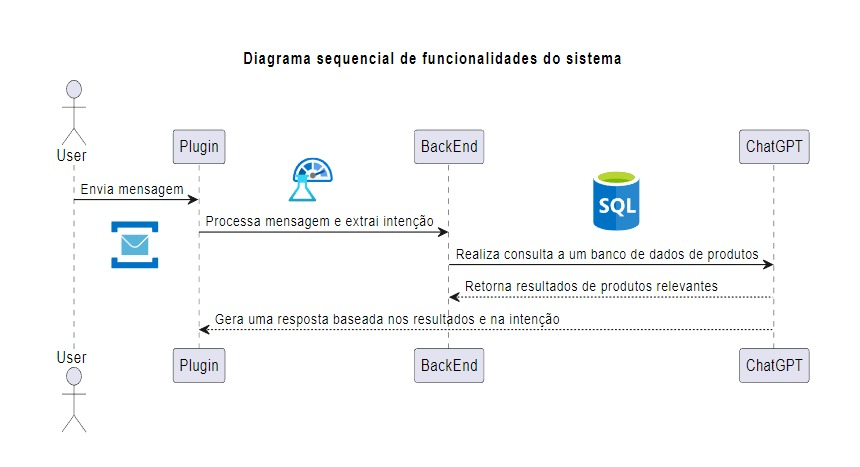 Diagrama sequencial de funcionalidades do sistema
User
Plugin
BackEnd
ChatGPT
Envia mensagem
SQL
Processa mensagem e extrai intenção
Realiza consulta a um banco de dados de produtos
Retorna resultados de produtos relevantes
Gera uma resposta baseada nos resultados e na intenção
User
Plugin
BackEnd
ChatGPT